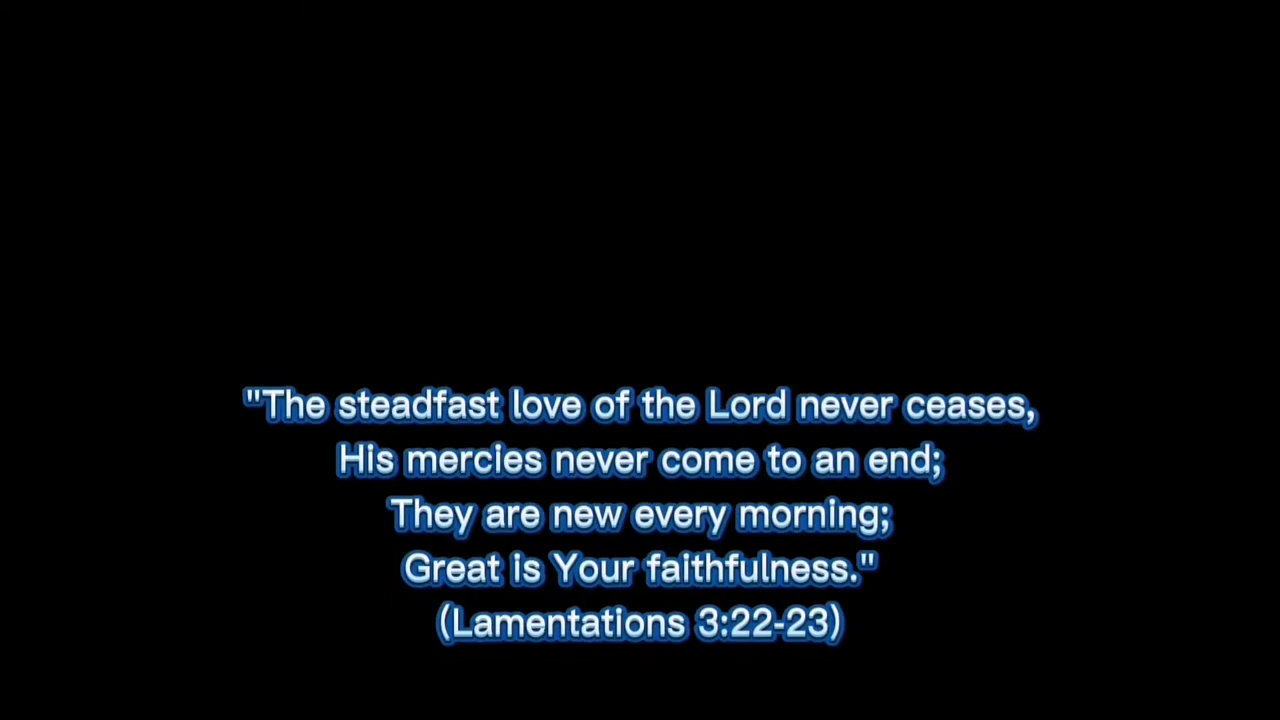 "The steadfast love of the Lord never ceases,
His mercies never come to an end;
They are new every morning;
Great is Your faithfulness."
(Lamentations 3:22-23)